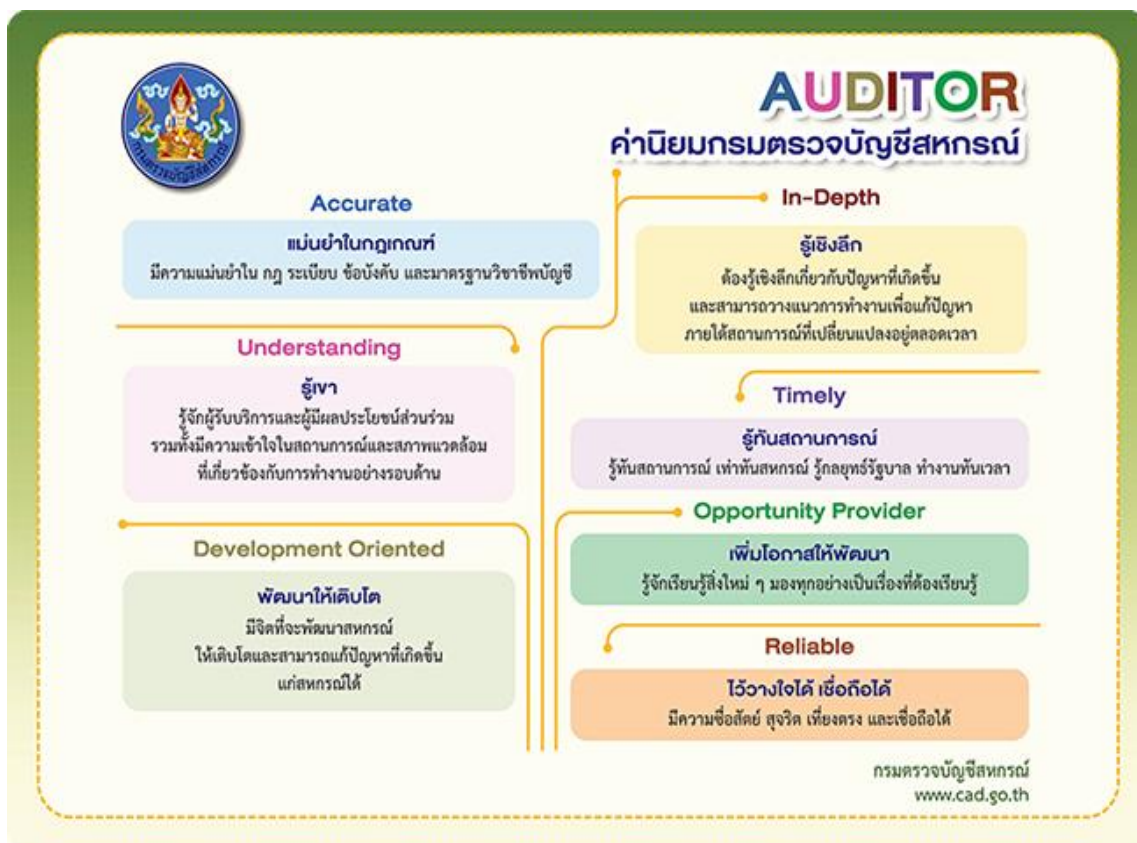 กรมตรวจบัญชีสหกรณ์
AUDITOR
ค่านิยมกรมตรวจบัญชีสหกรณ์
Accurate
แม่นยำในกฎเกณฑ์
มีความแม่นยำใน กฎ ระเบียบ ข้อบังคับ และมาตรฐานวิชาชีพบัญชี
Understanding
รู้เขา
รู้จักผู้รับบริการและผู้มีผลประโยชน์ส่วนร่วม
รวมทั้งมีความเข้าใจในสถานการณ์และสภาพแวดล้อม
ที่เกี่ยวข้องกับการทำงานอย่างรอบด้าน
Development Oriented
พัฒนาให้เติบโต
มีจิตที่จะพัฒนาสหกรณ์
ให้เติบโตและสามารถแก้ปัญหาที่เกิดขึ้น
แก่สหกรณ์ได้
In-Depth
รู้เชิงลึก
ต้องรู้เชิงลึกเกี่ยวกับปัญหาที่เกิดขึ้น
และสามารถวางแนวการทำงานเพื่อแก้ปัญหา
ภายใต้สถานการณ์ที่เปลี่ยนแปลงอยู่ตลอดเวลา
Timely
รู้ทันสถานการณ์
รู้ทันสถานการณ์ เท่าทันสหกรณ์ รู้กลยุทธ์รัฐบาล ทำงานทันเวลา
Opportunity Provider
เพิ่มโอกาสให้พัฒนา
รู้จักเรียนรู้สิ่งใหม่ ๆ มองทุกอย่างเป็นเรื่องที่ต้องเรียนรู้
Reliable
ไว้วางใจได้ เชื่อถือได้
มีความซื่อสัตย์ สุจริต เที่ยงตรง และเชื่อถือได้
กรมตรวจบัญชีสหกรณ์
www.cad.go.th